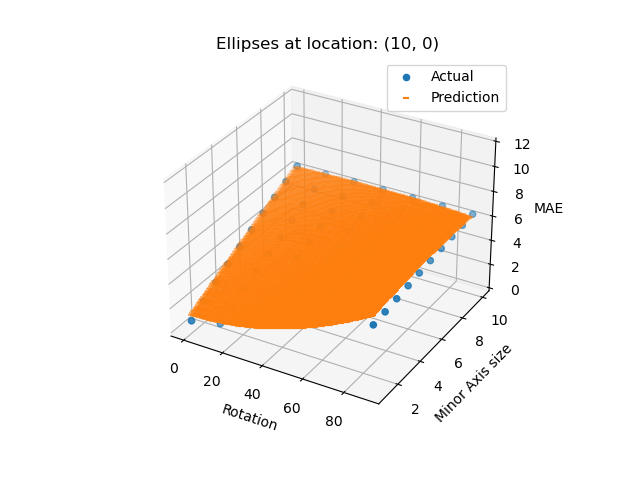 Ellipses at location: (10, 0)
Actual
Prediction
12
10
8
6
4
2
0
MAE
10
8
6
4
2
Minor Axis size
0
20
40
60
80
Rotation